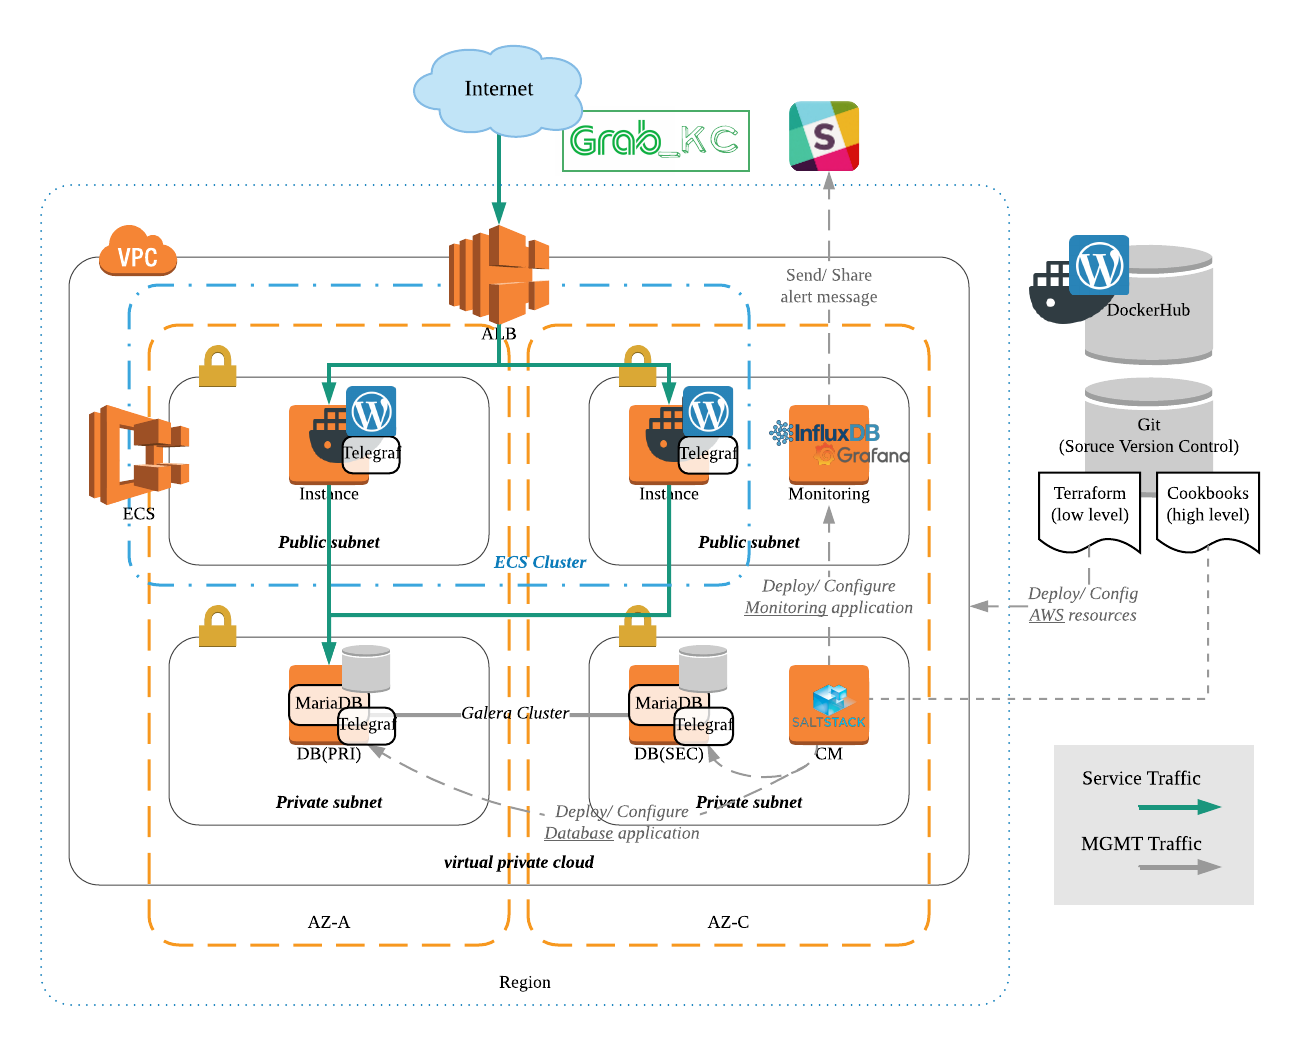 Internet
Grab_KC
S
VPC
Send/ Share
alert message
ALB
DockerHub
W
W
W
Git
(Soruce Version Control)
Telegraf
Telegraf
InfluxDB
Grafana
Instance
Instance
Monitoring
Terraform
(low level)
Cookbooks
(high level)
ECS
Public subnet
Public subnet
ECS Cluster
Deploy/ Configure
Monitoring application
Deploy/ Config
AWS resources
MariaDB
Telegraf
Galera Cluster
MariaDB
Telegraf
SALTSTACK
DB(PRI)
DB(SEC)
CM
Private subnet
Private subnet
Deploy/ Configure
Database application
virtual private cloud
Service Traffic
MGMT Traffic
AZ-A
AZ-C
Region